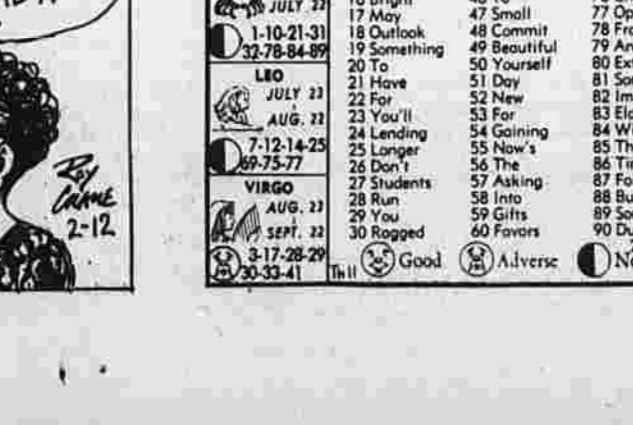 Roy
Crane
2-12
JULY 22
1-10-21-31
32-78-84-89
LEO
JULY 23
AUG. 22
7-12-14-25
69-75-77
VIRGO
AUG. 23
SEPT. 22
3-17-28-29
30-33-41
16 Bright
17 May
18 Outlook
19 Something
20 To
21 Have
22 For
23 You'll
24 Lending
25 Longer
26 Don't
27 Students
28 Run
29 You
30 Ragged
47 Small
48 Commit
49 Beautiful
50 Yourself
51 Day
52 New
53 For
54 Gaining
55 Now's
56 The
57 Asking
58 Into
59 Gifts
60 Favors
77 Op
78 Fr
79 An
80 Ext
81 So
82 Im
83 Ela
84 W
85 Th
86 Tim
87 Fo
88 Bu
89 So
90 Du
Good
Adverse